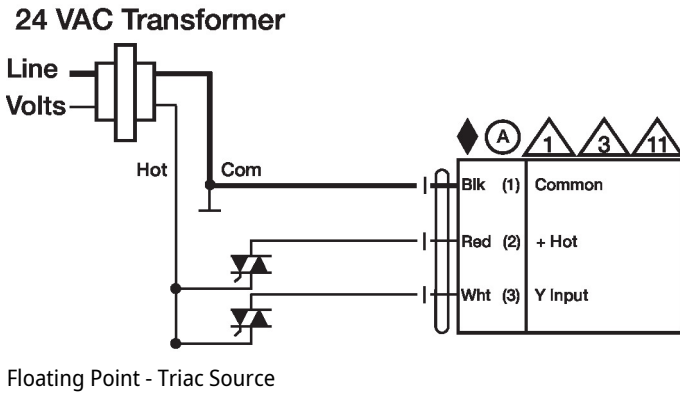 24 VAC Transformer
Line
Volts
Hot
Com
A
1
3
11
Blk (1) Common
Red (2) + Hot
Wht (3) Y Input
Floating Point - Triac Source